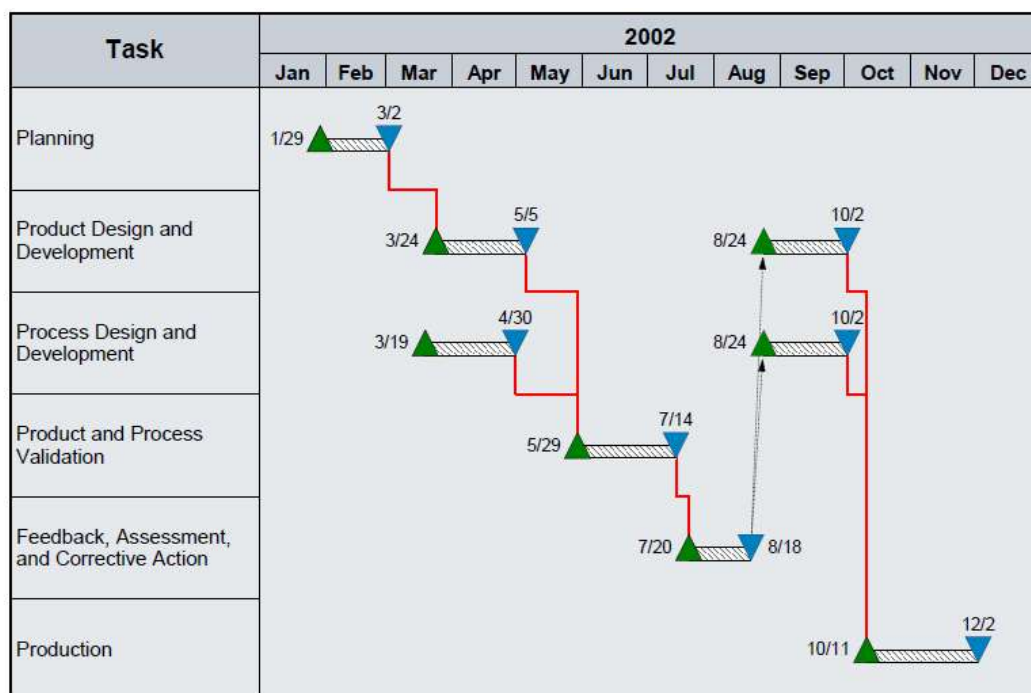 Task
2002
Jan Feb Mar Apr May Jun Jul Aug Sep Oct Nov Dec
Planning
1/29
3/2
Product Design and
Development
3/24
5/5
8/24
10/2
Process Design and
Development
3/19
4/30
8/24
10/2
Product and Process
Validation
5/29
7/14
Feedback, Assessment,
and Corrective Action
7/20
8/18
Production
10/11
12/2